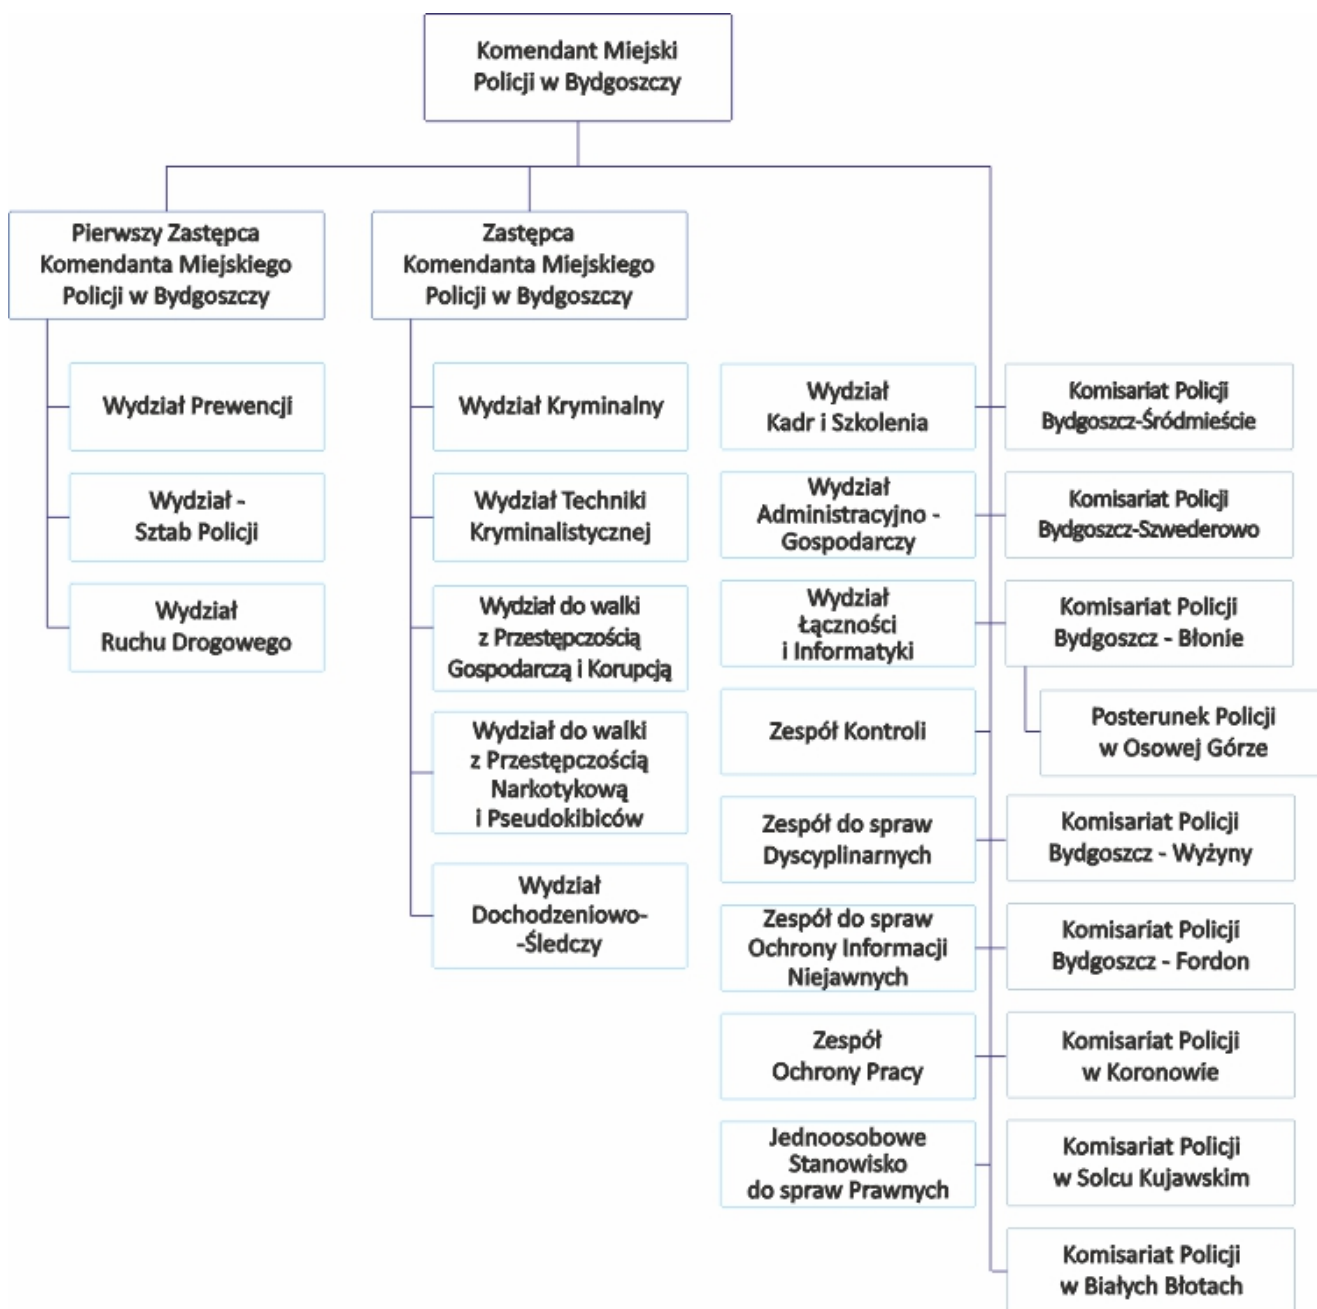 Komendant Miejski
Policji w Bydgoszczy
Pierwszy Zastępca
Komendanta Miejskiego
Policji w Bydgoszczy
Zastępca
Komendanta Miejskiego
Policji w Bydgoszczy
Wydział Prewencji
Wydział -
Sztab Policji
Wydział
Ruchu Drogowego
Wydział Kryminalny
Wydział Techniki
Kryminalistycznej
Wydział do walki
z Przestępczością
Gospodarczą i Korupcją
Wydział do walki
z Przestępczością
Narkotykową
i Pseudokibiców
Wydział
Dochodzeniowo-
-Śledczy
Wydział
Kadr i Szkolenia
Wydział
Administracyjno -
Gospodarczy
Wydział
Łączności
i Informatyki
Zespół Kontroli
Zespół do spraw
Dyscyplinarnych
Zespół do spraw
Ochrony Informacji
Niejawnych
Zespół
Ochrony Pracy
Jednoosobowe
Stanowisko
do spraw Prawnych
Komisariat Policji
Bydgoszcz-Śródmieście
Komisariat Policji
Bydgoszcz-Szwederowo
Komisariat Policji
Bydgoszcz - Błonie
Posterunek Policji
w Osowej Górze
Komisariat Policji
Bydgoszcz - Wyżyny
Komisariat Policji
Bydgoszcz - Fordon
Komisariat Policji
w Koronowie
Komisariat Policji
w Solcu Kujawskim
Komisariat Policji
w Białych Błotach